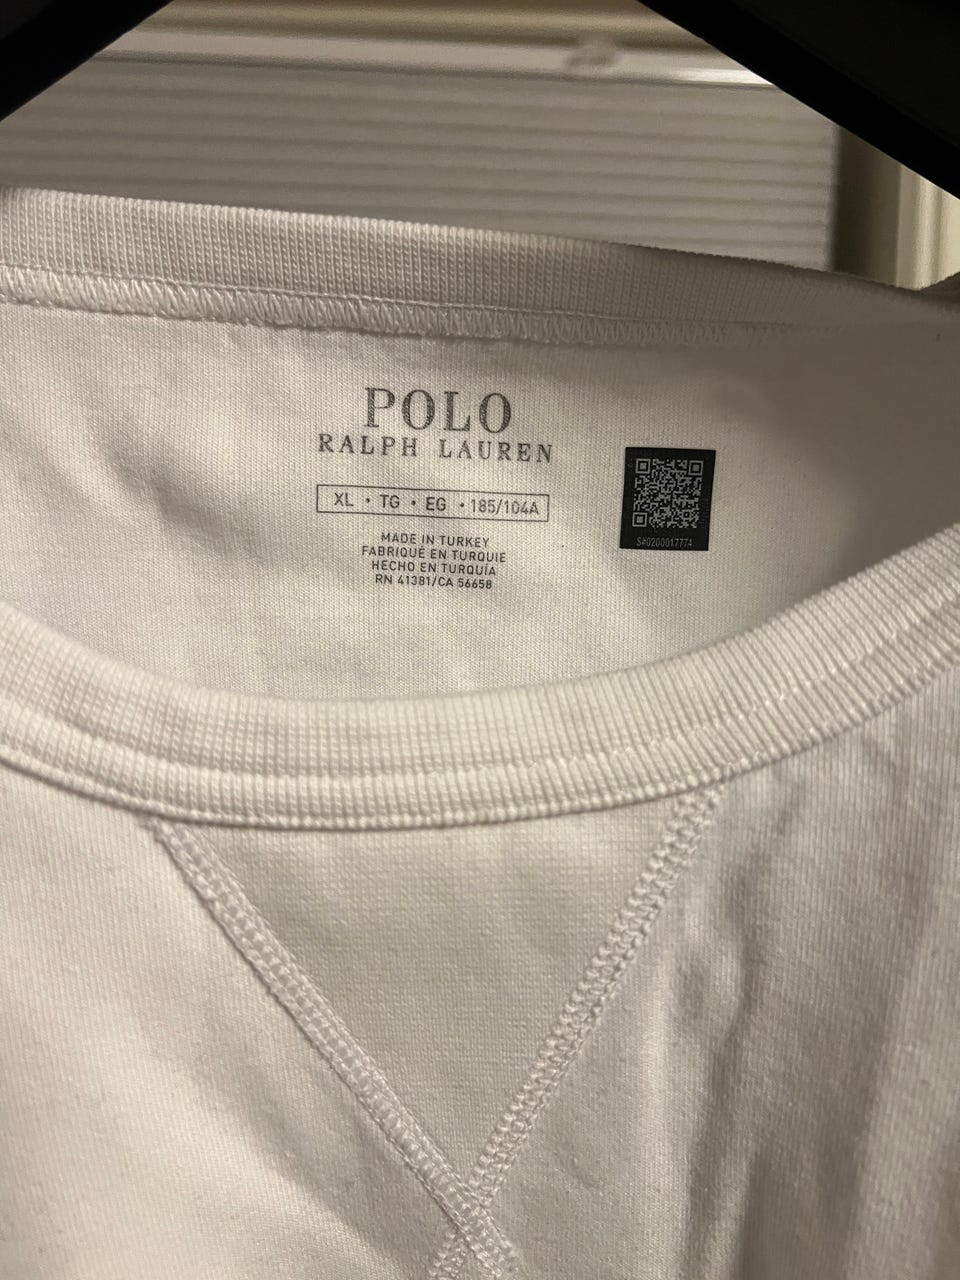 POLO
RALPH LAUREN
XL • TG • EG • 185/104A
MADE IN TURKEY
FABRIQUÉ EN TURQUIE
HECHO EN TURQUÍA
RN 41381/CA 56658
S#0200017774